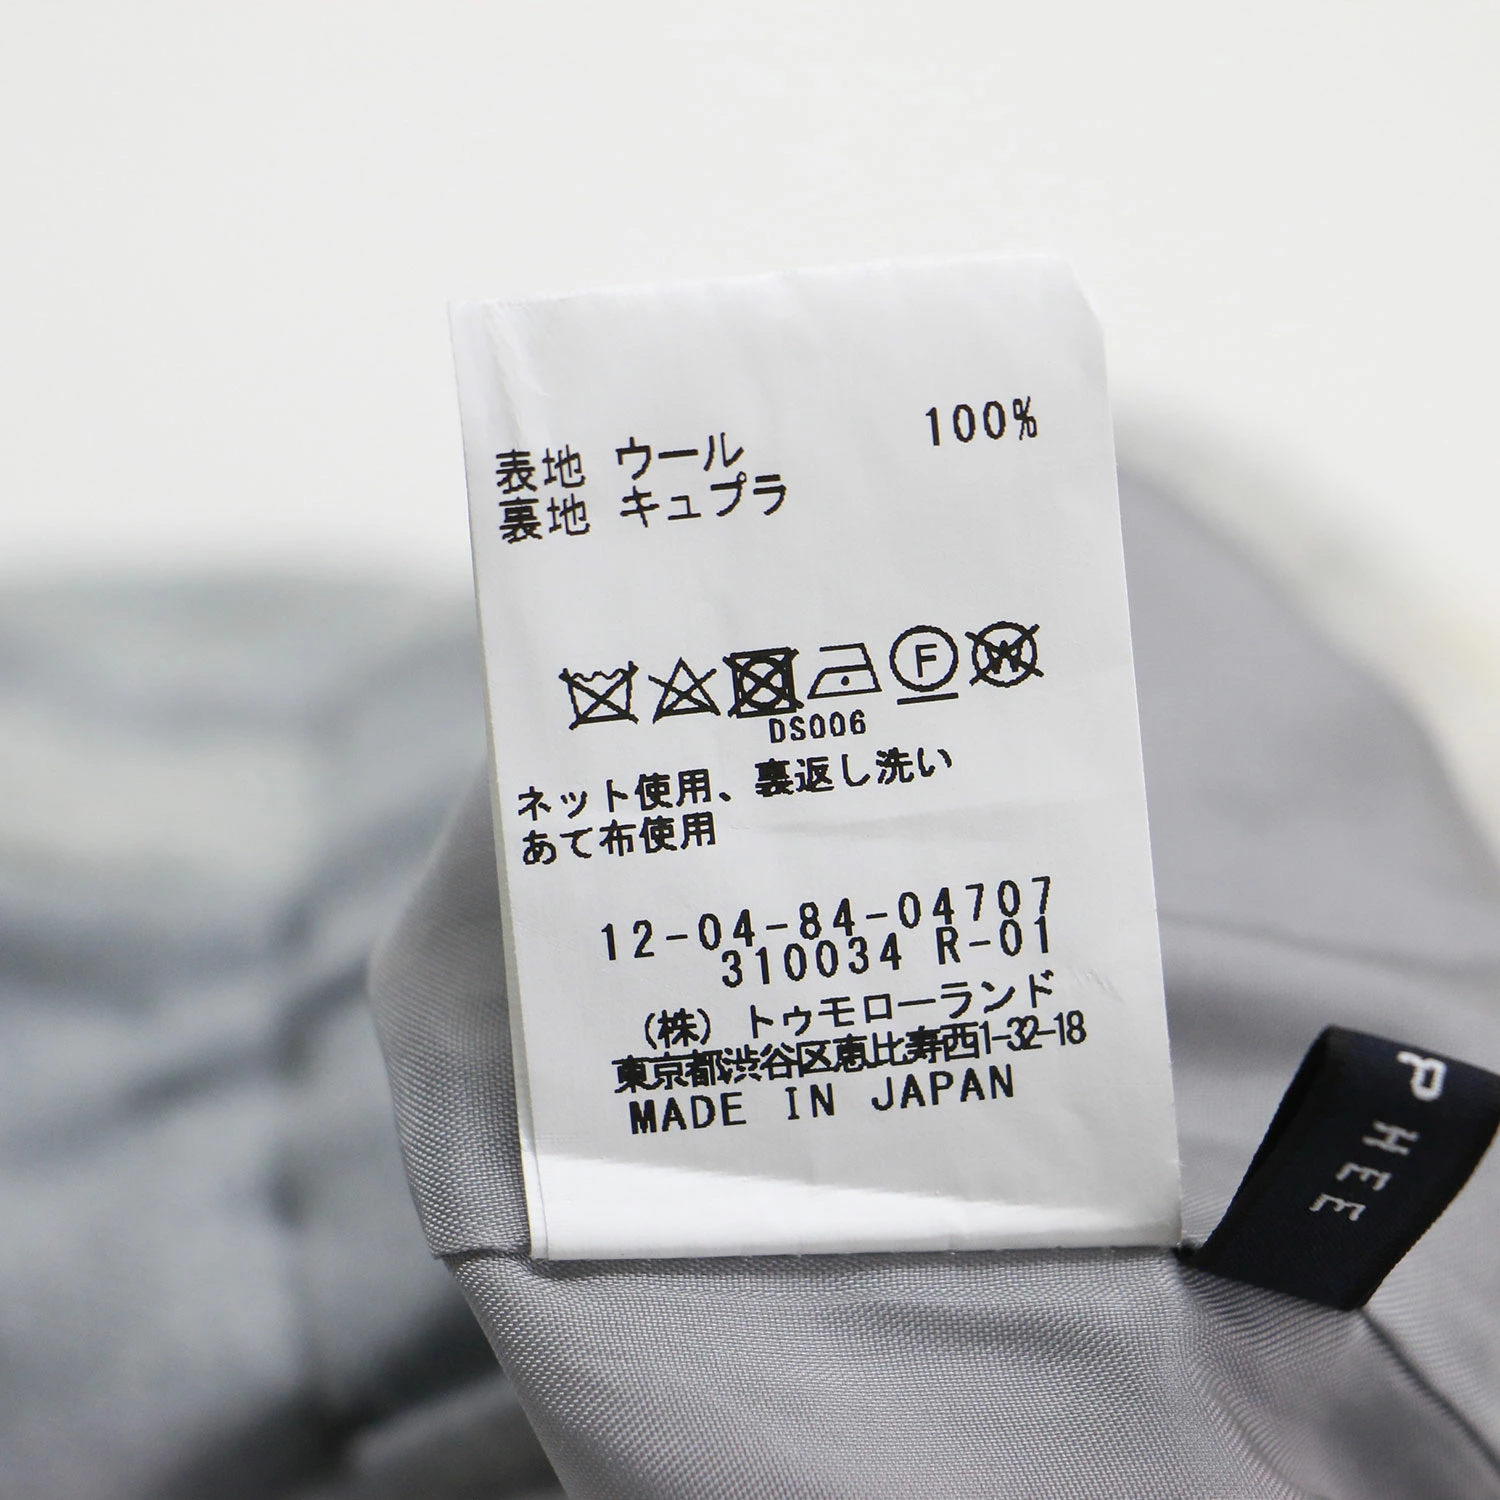 表地 ウール 100%
裏地 キュプラ
F W
DS006
ネット使用、裏返し洗い
あて布使用
12-04-84-04707
310034 R-01
(株) トゥモローランド
東京都渋谷区恵比寿西1-32-18
MADE IN JAPAN
PHEE